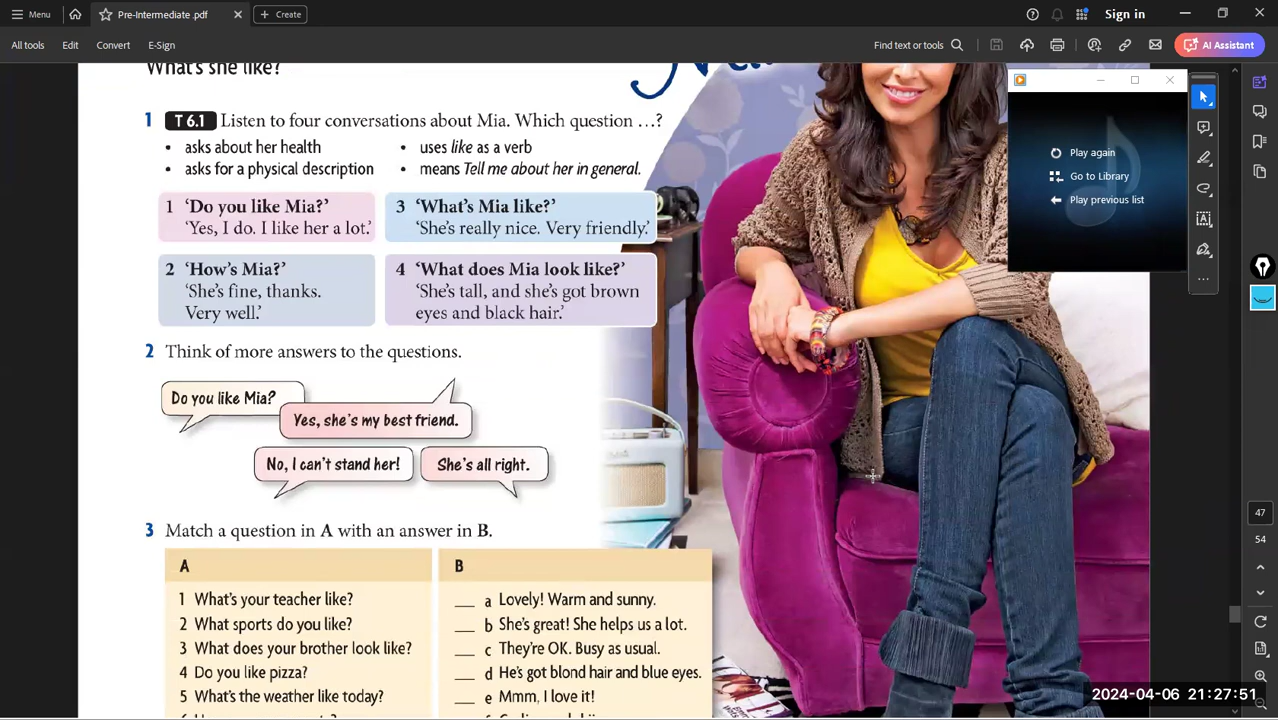 Menu
Pre-Intermediate .pdf
Create
Sign in
All tools
Edit
Convert
E-Sign
Find text or tools
AI Assistant
What's she like?
1 T 6.1 Listen to four conversations about Mia. Which question …?
• asks about her health
• uses like as a verb
• asks for a physical description
• means Tell me about her in general.
1 'Do you like Mia?'
'Yes, I do. I like her a lot.'
3 'What's Mia like?'
'She's really nice. Very friendly.'
2 'How's Mia?'
'She's fine, thanks.
Very well.'
4 'What does Mia look like?'
'She's tall, and she's got brown
eyes and black hair.'
2 Think of more answers to the questions.
Do you like Mia?
Yes, she's my best friend.
No, I can't stand her!
She's all right.
3 Match a question in A with an answer in B.
A
1 What's your teacher like?
2 What sports do you like?
3 What does your brother look like?
4 Do you like pizza?
5 What's the weather like today?
B
a Lovely! Warm and sunny.
b She's great! She helps us a lot.
c They're OK. Busy as usual.
d He's got blond hair and blue eyes.
e Mmm, I love it!
Play again
Go to Library
Play previous list
47
54
2024-04-06 21:27:51